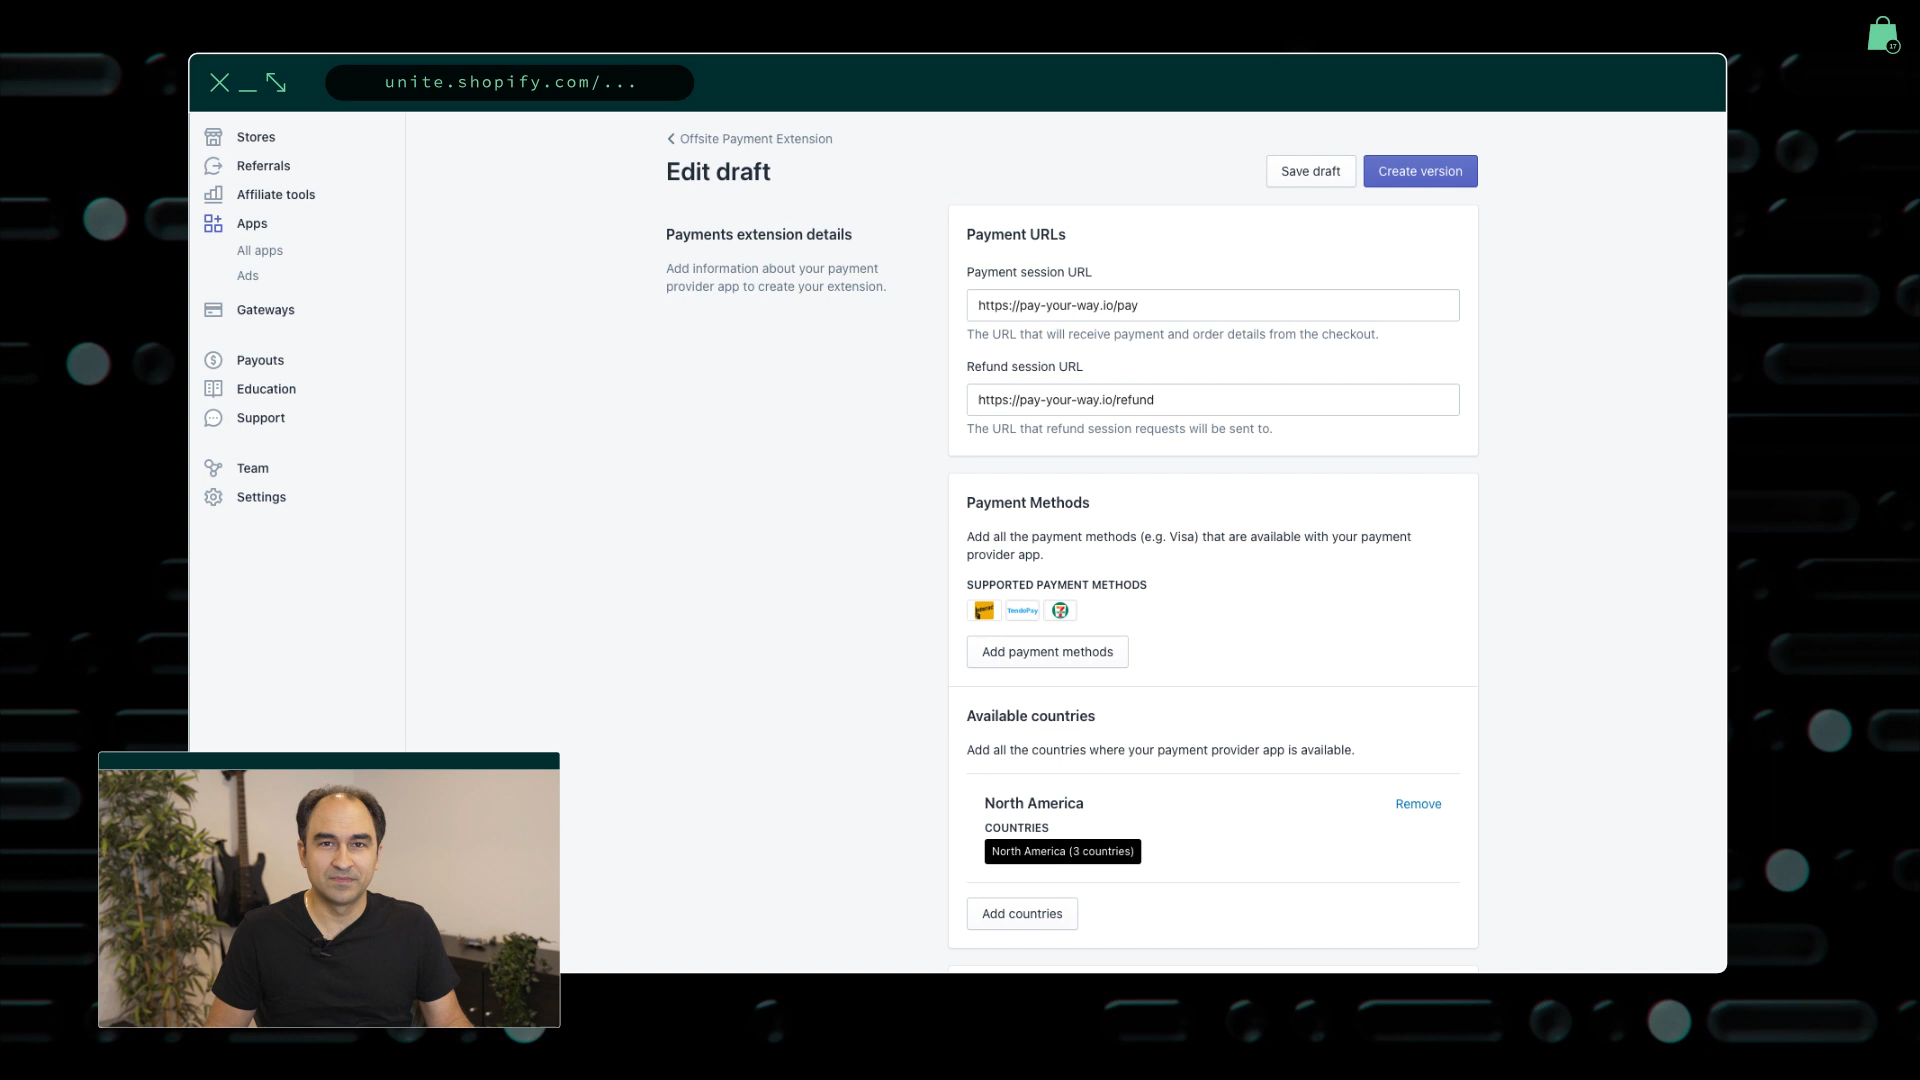 17
unite.shopify.com/...
Stores
Referrals
Affiliate tools
Apps
All apps
Ads
Gateways
Payouts
Education
Support
Team
Settings
Offsite Payment Extension
Edit draft
Save draft
Create version
Payments extension details
Add information about your payment
provider app to create your extension.
Payment URLs
Payment session URL
https://pay-your-way.io/pay
The URL that will receive payment and order details from the checkout.
Refund session URL
https://pay-your-way.io/refund
The URL that refund session requests will be sent to.
Payment Methods
Add all the payment methods (e.g. Visa) that are available with your payment
provider app.
SUPPORTED PAYMENT METHODS
TendoPay
Add payment methods
Available countries
Add all the countries where your payment provider app is available.
North America
Remove
COUNTRIES
North America (3 countries)
Add countries